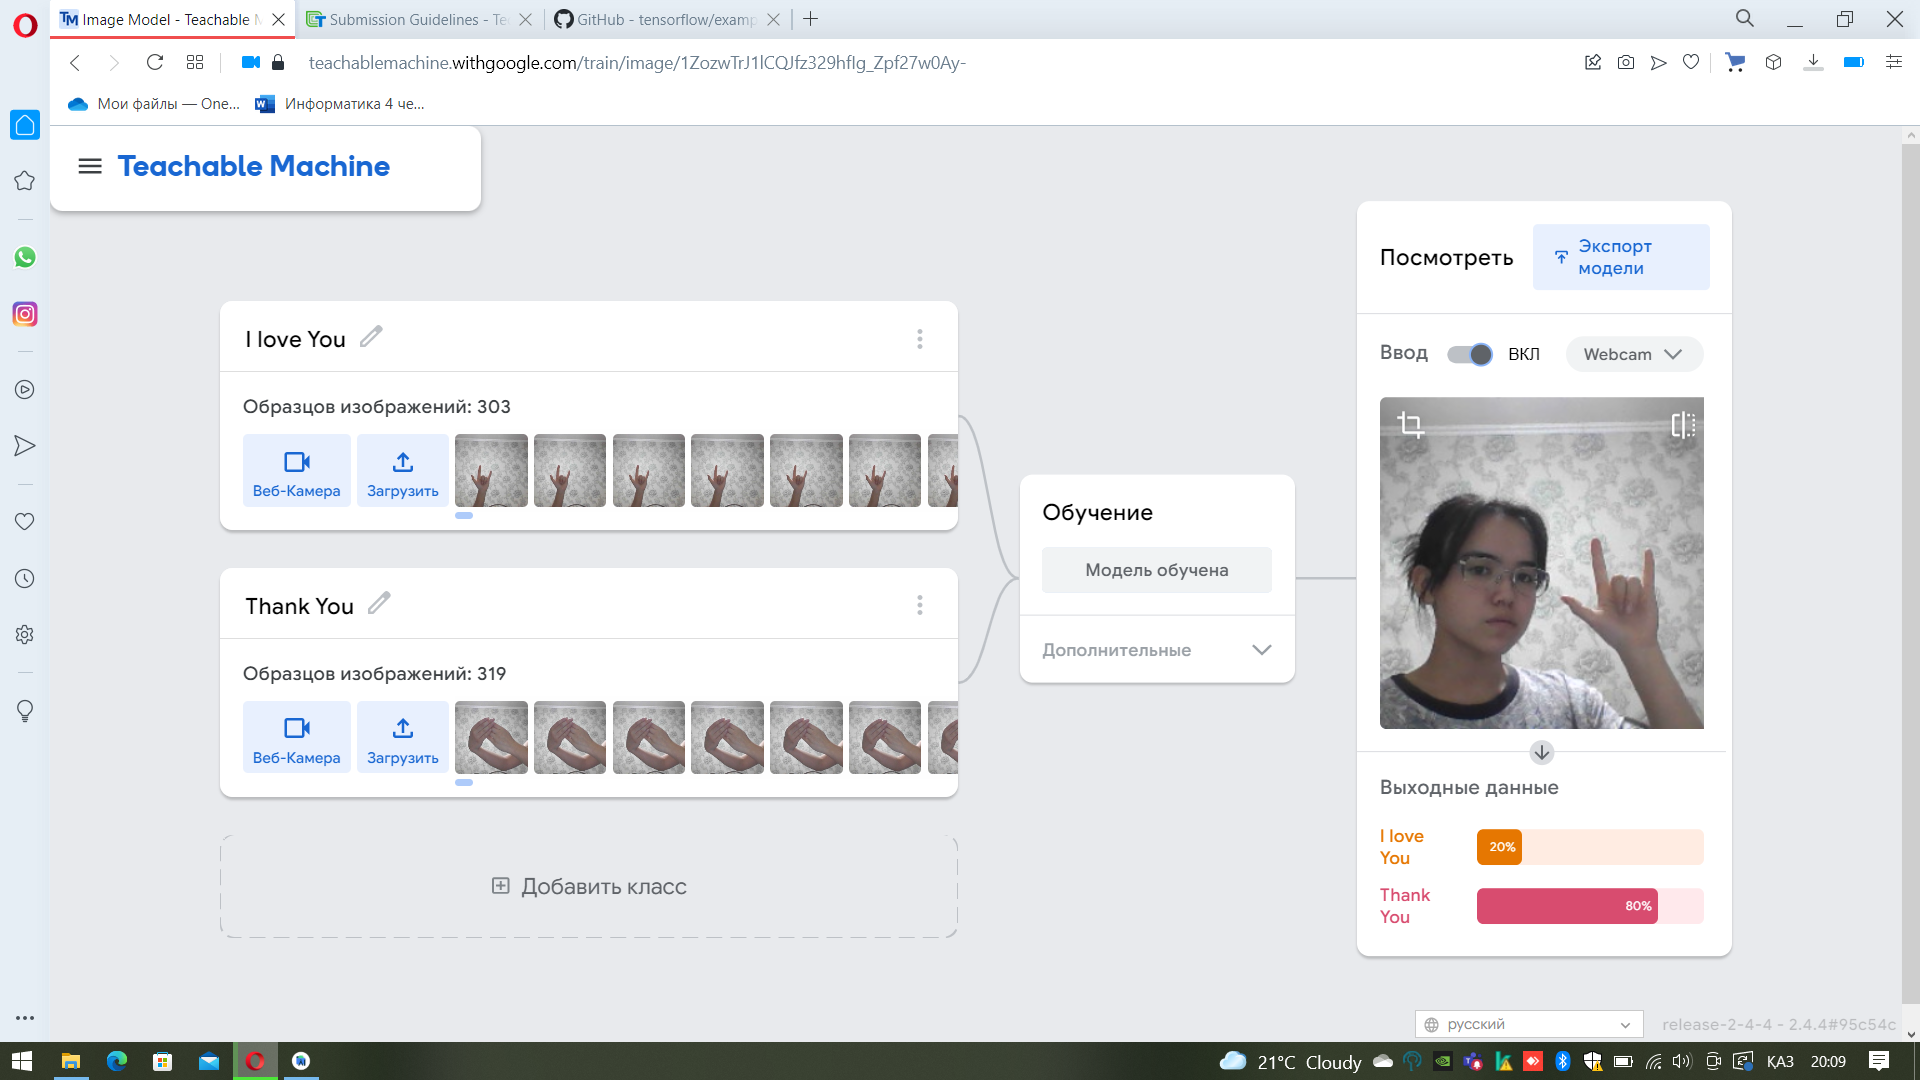 Image Model - Teachable M
Submission Guidelines - Te
GitHub - tensorflow/examp
teachablemachine.withgoogle.com/train/image/1ZozwTrJ1lCQJfz329hfIg_Zpf27w0Ay-
Мои файлы — One...
Информатика 4 че...
Teachable Machine
Посмотреть
Экспорт
модели
I love You
Ввод
ВКЛ
Webcam
Образцов изображений: 303
Веб-Камера
Загрузить
Обучение
Модель обучена
Дополнительные
Thank You
Образцов изображений: 319
Веб-Камера
Загрузить
Выходные данные
I love
You
20%
Thank
You
80%
Добавить класс
русский
release-2-4-4 - 2.4.4#95c54c
21°C Cloudy
ҚАЗ
20:09